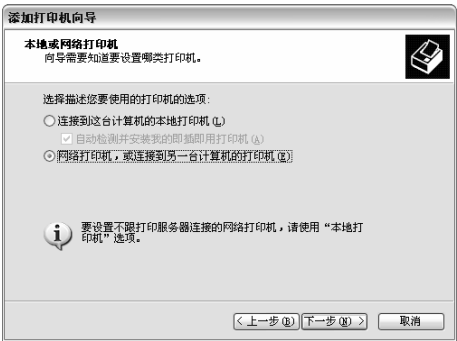 添加打印机向导
本地或网络打印机
向导需要知道要设置哪类打印机。
选择描述您要使用的打印机的选项:
连接到这台计算机的本地打印机(L)
自动检测并安装我的即插即用打印机(A)
网络打印机，或连接到另一台计算机的打印机(E)
要设置不跟打印服务器连接的网络打印机，请使用“本地打
印机”选项。
< 上一步(B) 下一步(N) > 取消